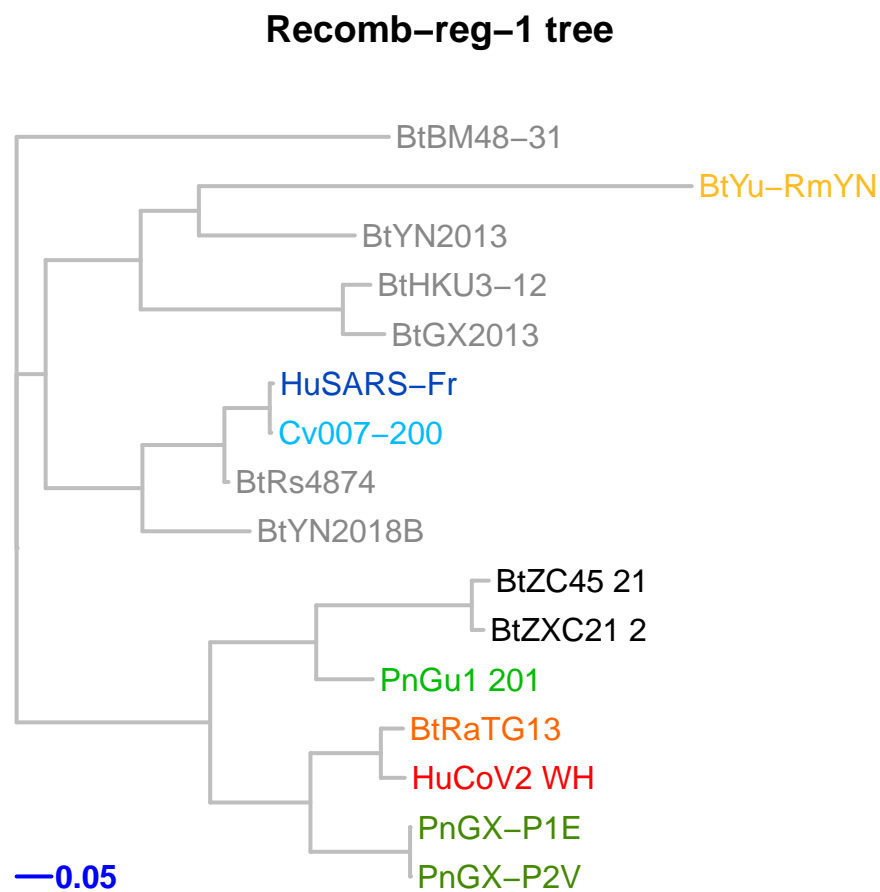 Recomb−reg−1 tree
BtBM48−31
BtYu−RmYN
BtYN2013
BtHKU3−12
BtGX2013
HuSARS−Fr
Cv007−200
BtRs4874
BtYN2018B
BtZC45 21
BtZXC21 2
PnGu1 201
BtRaTG13
HuCoV2 WH
PnGX−P1E
PnGX−P2V
0.05